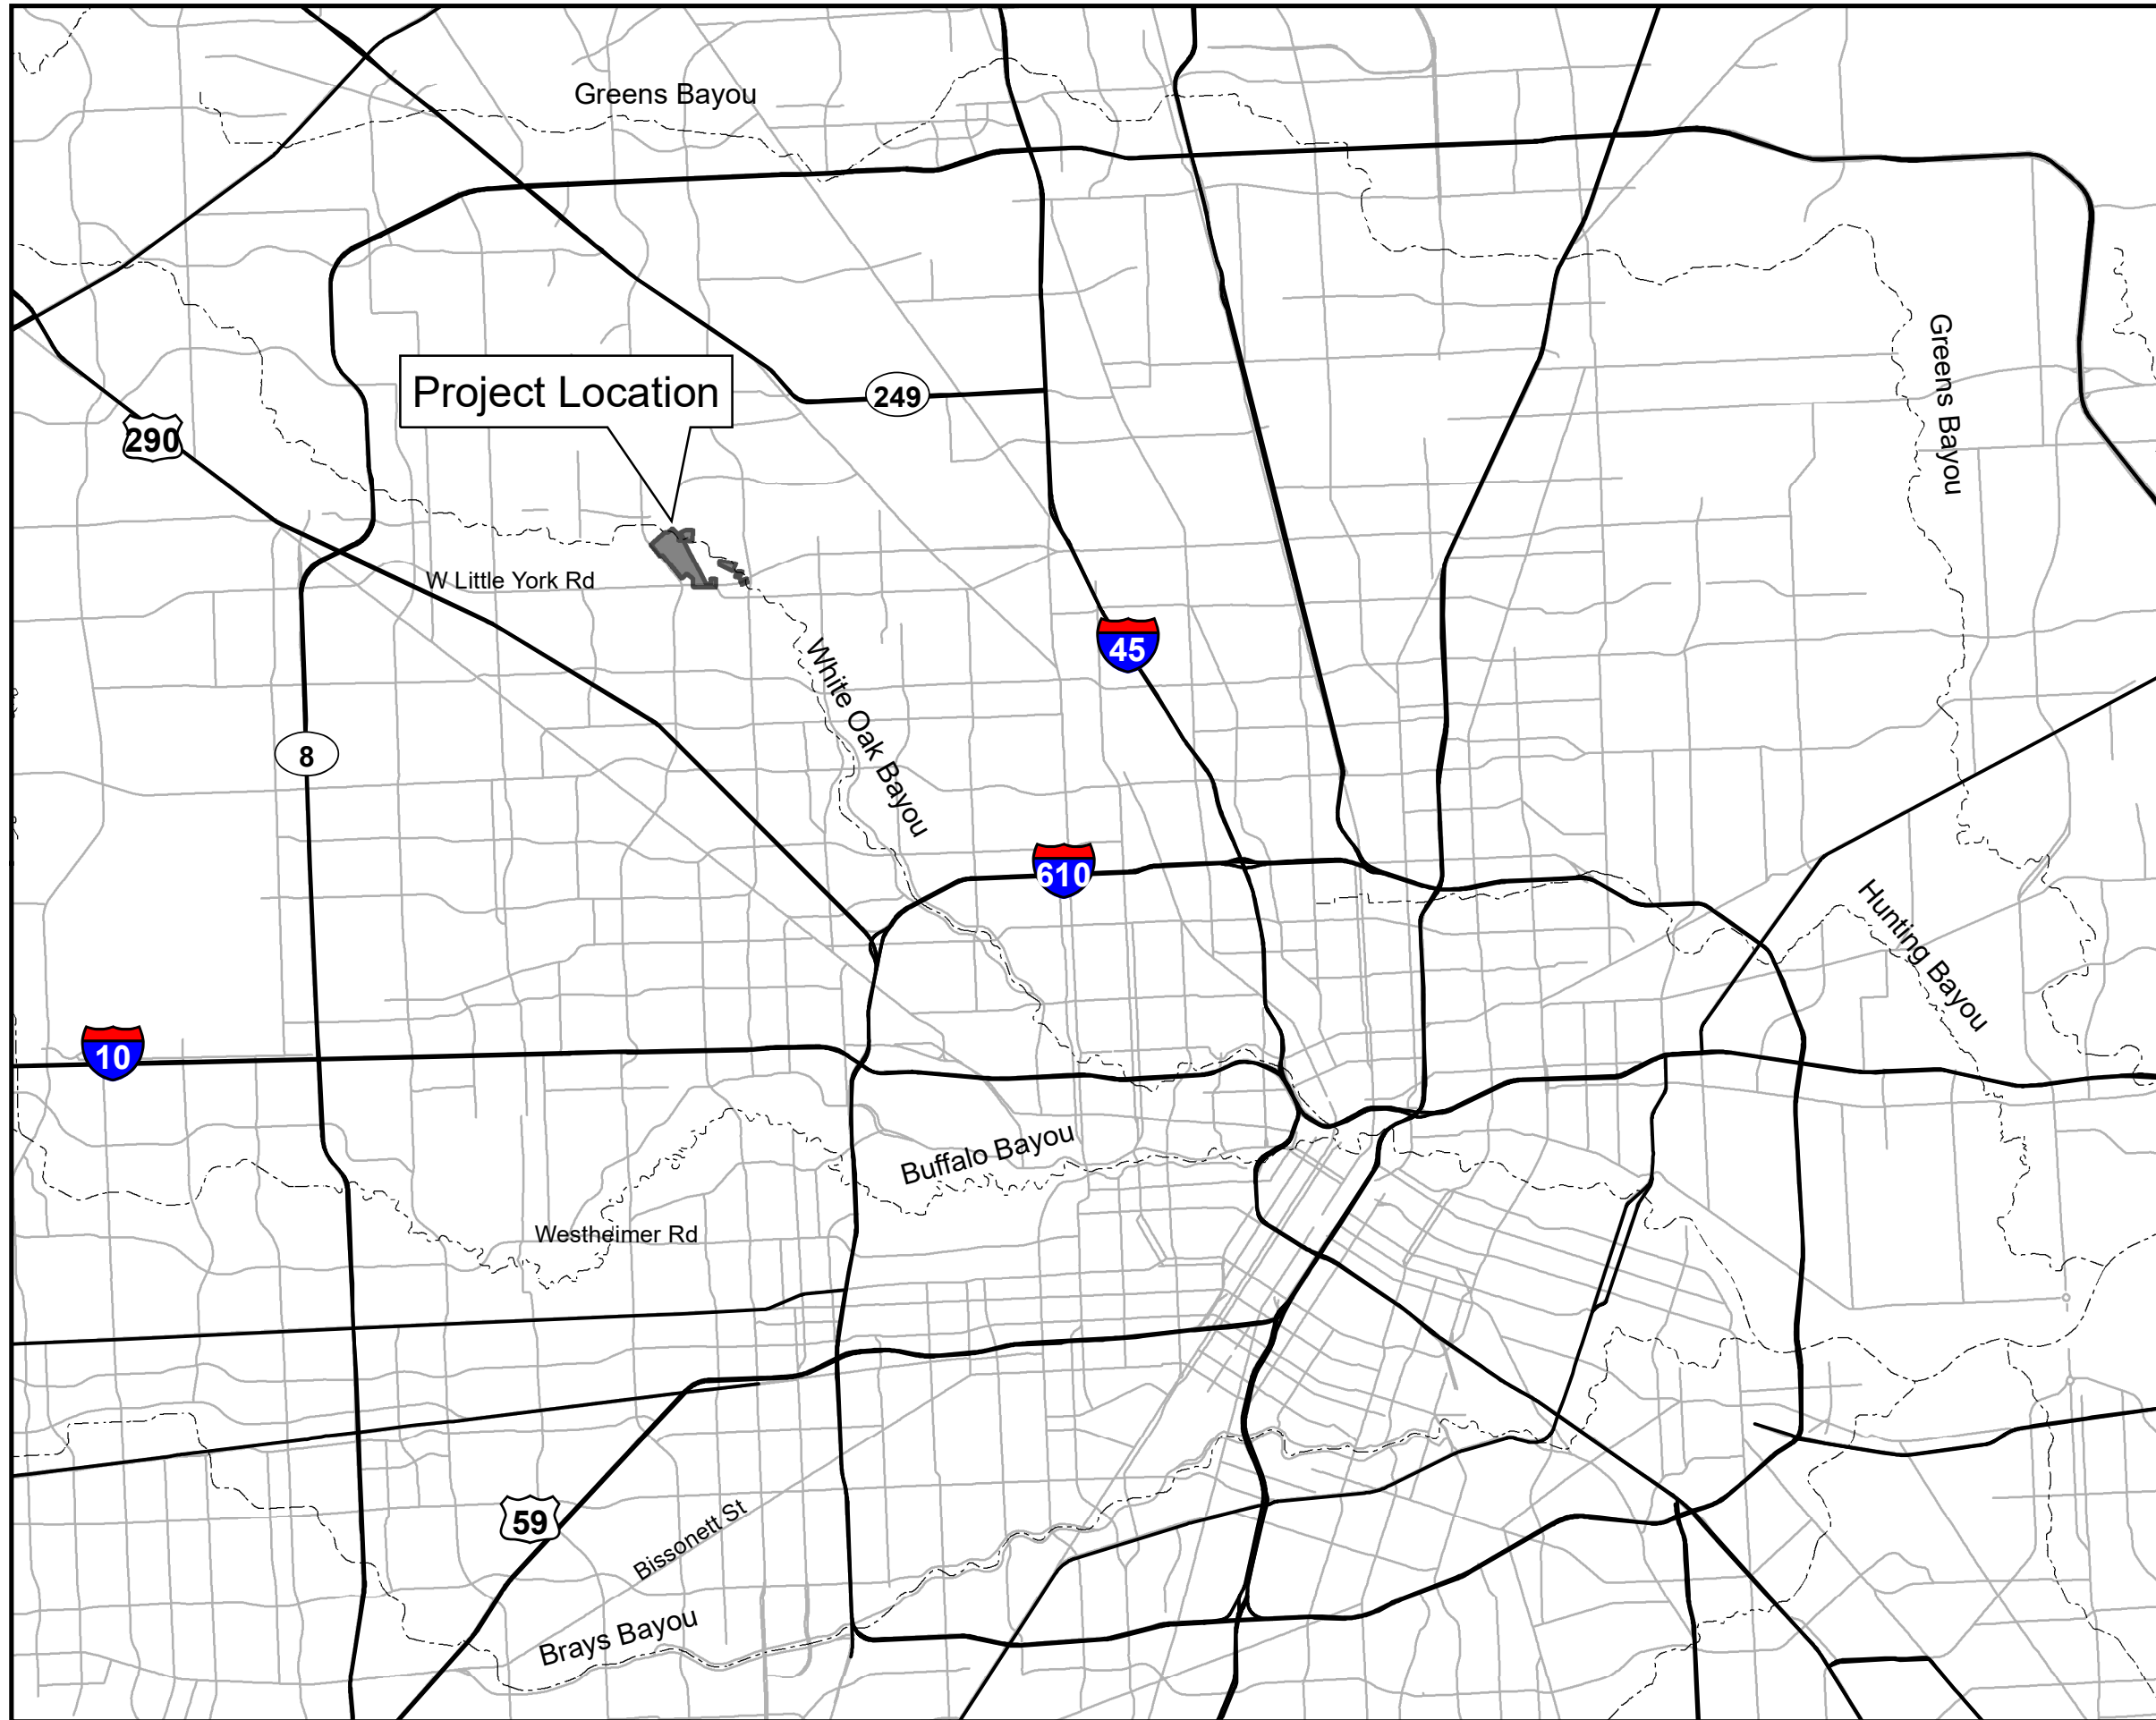 Greens Bayou
Greens Bayou
Project Location
249
290
W Little York Rd
45
White Oak Bayou
8
610
Hunting Bayou
10
Buffalo Bayou
Westheimer Rd
59
Bissonett St
Brays Bayou